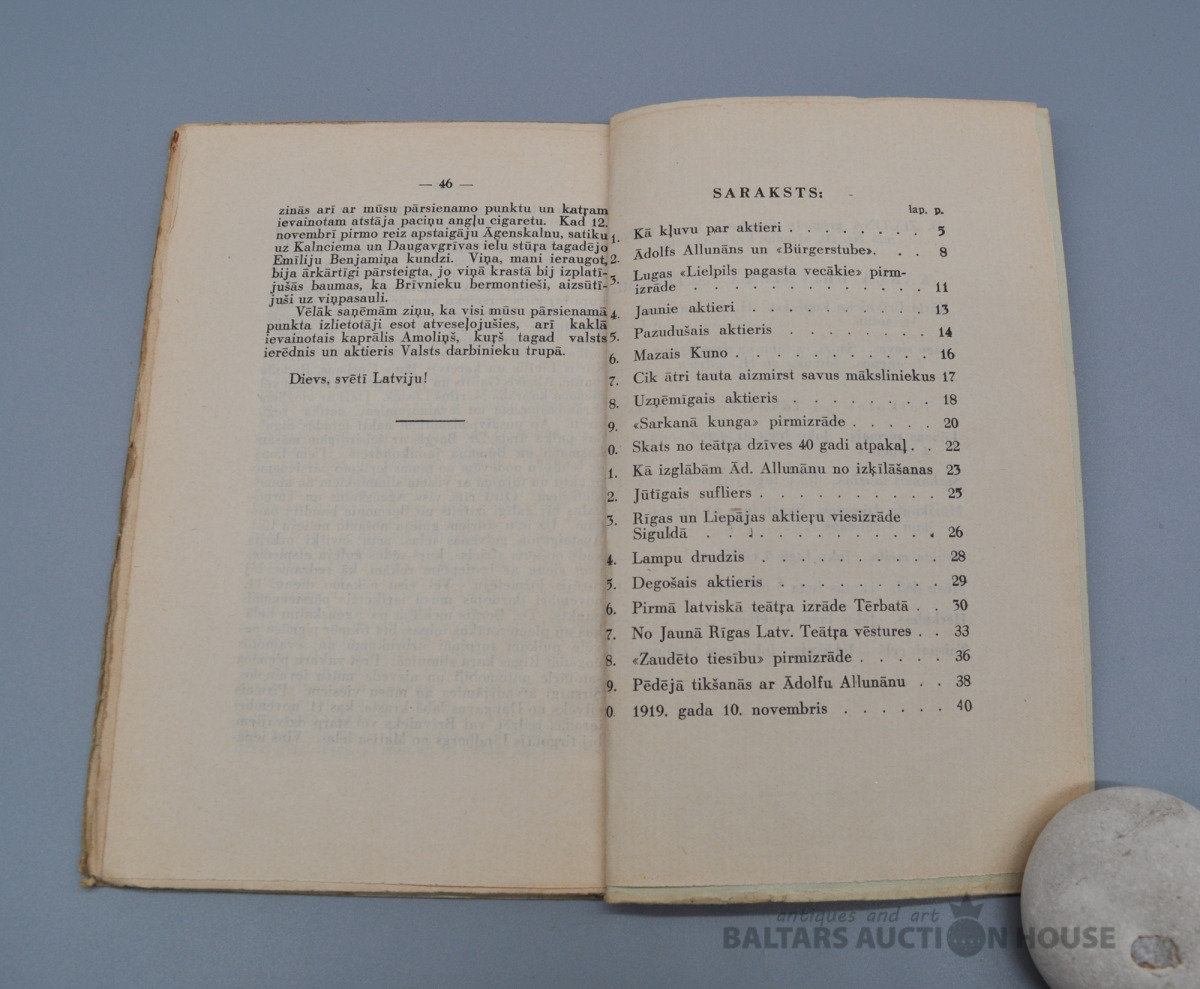 — 46 —
zinās arī ar mūsu pārsienamo punktu un katŗam
ievainotam atstāja paciņu angļu cigaretu. Kad 12.
novembrī pirmo reiz apstaigāju Āgenskalnu, satiku
uz Kalnciema un Daugavgrīvas ielu stūŗa tagadējo
Emīliju Benjamiņa kundzi. Viņa, mani ieraugot,
bija ārkārtīgi pārsteigta, jo viņā krastā bij izplatī-
jušās baumas, ka Brīvnieku bermontieši, aizsūtī-
juši uz viņpasauli.
Vēlāk saņēmām ziņu, ka visi mūsu pārsienamā
punkta izlietotāji esot atveseļojušies, arī kaklā
ievainotais kaprālis Amoliņš, kuŗš tagad valsts
ierēdnis un aktieris Valsts darbinieku trupā.
Dievs, svētī Latviju!
SARAKSTS:
lap. p.
1. Kā kļuvu par aktieri . . . . . . . . 5
2. Ādolfs Allunāns un «Bürgerstube». . . 8
3. Lugas «Lielpils pagasta vecākie» pirm-
izrāde . . . . . . . . . . . . . 11
4. Jaunie aktieri . . . . . . . . . . 13
5. Pazudušais aktieris . . . . . . . . 14
6. Mazais Kuno . . . . . . . . . . . 16
7. Cik ātri tauta aizmirst savus māksliniekus 17
8. Uzņēmīgais aktieris . . . . . . . . 18
9. «Sarkanā kunga» pirmizrāde . . . . . 20
0. Skats no teātŗa dzīves 40 gadi atpakaļ . . 22
1. Kā izglābām Ād. Allunānu no izķīlāšanas 23
2. Jūtīgais sufliers . . . . . . . . . . 25
3. Rīgas un Liepājas aktieŗu viesizrāde
Siguldā . . . . . . . . . . . 26
4. Lampu drudzis . . . . . . . . . . 28
5. Degošais aktieris . . . . . . . . . 29
6. Pirmā latviskā teātŗa izrāde Tērbatā . . 30
7. No Jaunā Rīgas Latv. Teātŗa vēstures . . 33
8. «Zaudēto tiesību» pirmizrāde . . . . . 36
9. Pēdējā tikšanās ar Ādolfu Allunānu . . 38
0. 1919. gada 10. novembris . . . . . . 40
antiques and art
BALTARS AUCTION HOUSE